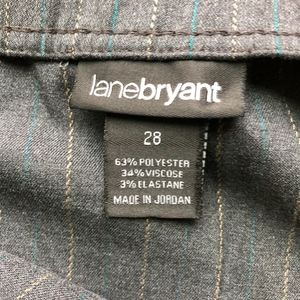 lanebryant
28
63% POLYESTER
34% VISCOSE
3% ELASTANE
MADE IN JORDAN